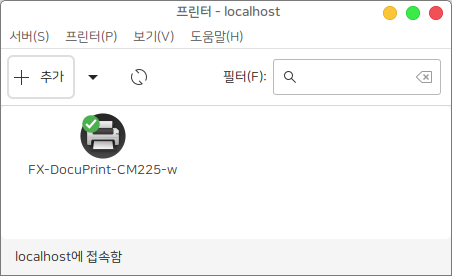 프린터 - localhost
서버(S) 프린터(P) 보기(V) 도움말(H)
추가 필터(F):
FX-DocuPrint-CM225-w
localhost에 접속함